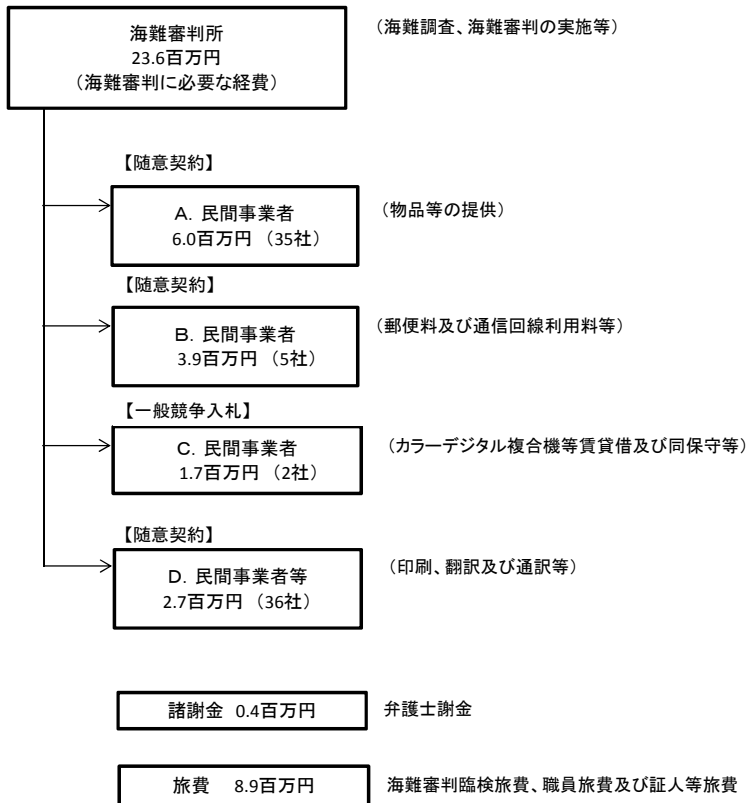 海難審判所
23.6百万円
（海難審判に必要な経費）
（海難調査、海難審判の実施等）
【随意契約】
A．民間事業者
6.0百万円 （35社）
（物品等の提供）
【随意契約】
B．民間事業者
3.9百万円 （5社）
（郵便料及び通信回線利用料等）
【一般競争入札】
C．民間事業者
1.7百万円 （2社）
（カラーデジタル複合機等賃貸借及び同保守等）
【随意契約】
D．民間事業者等
2.7百万円 （36社）
（印刷、翻訳及び通訳等）
諸謝金 0.4百万円
弁護士謝金
旅費 8.9百万円
海難審判臨検旅費、職員旅費及び証人等旅費